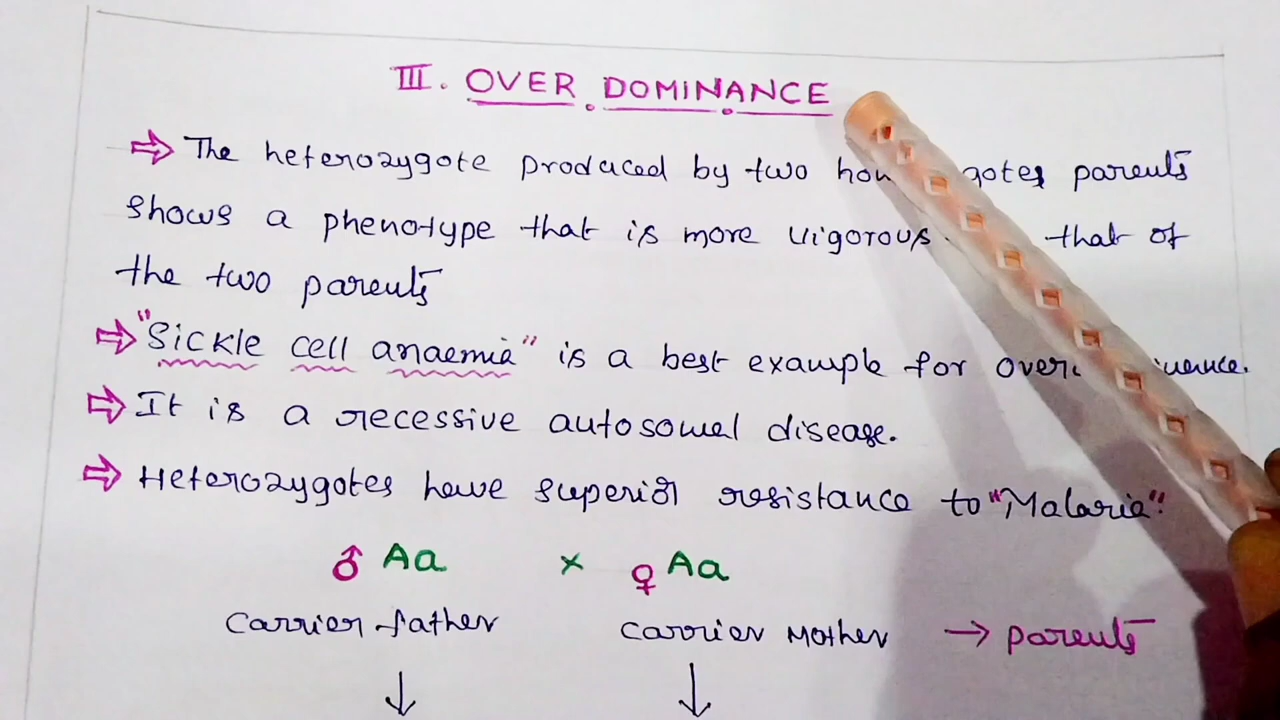 III. OVER DOMINANCE
⇨ The heterozygote produced by two gotes parents
shows a phenotype that is more vigorous that of
the two parents
⇨ "Sickle cell anaemia" is a best example for
⇨ It is a recessive autosomal disease.
⇨ Heterozygotes have superior resistance to "Malaria".
♂ Aa × ♀ Aa
Carrier father Carrier Mother → parents
↓ ↓